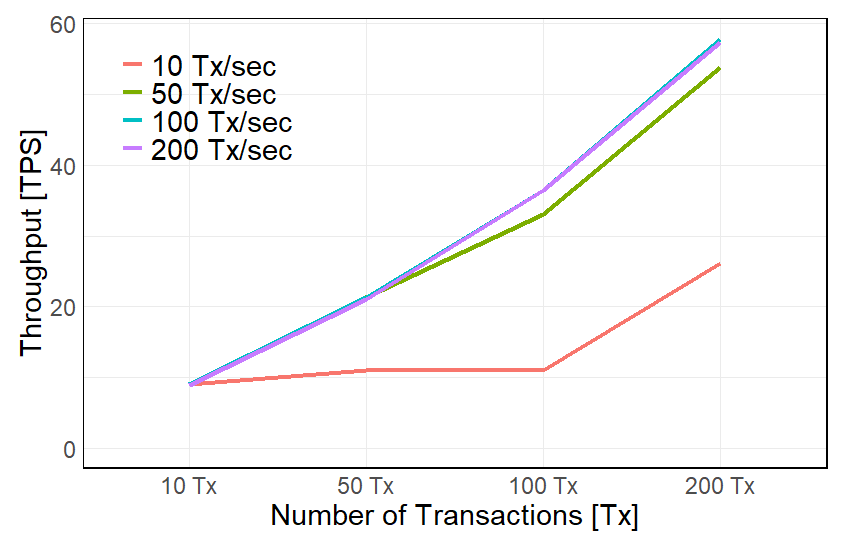 60
40
20
0
Throughput [TPS]
10 Tx/sec
50 Tx/sec
100 Tx/sec
200 Tx/sec
10 Tx
50 Tx
100 Tx
200 Tx
Number of Transactions [Tx]